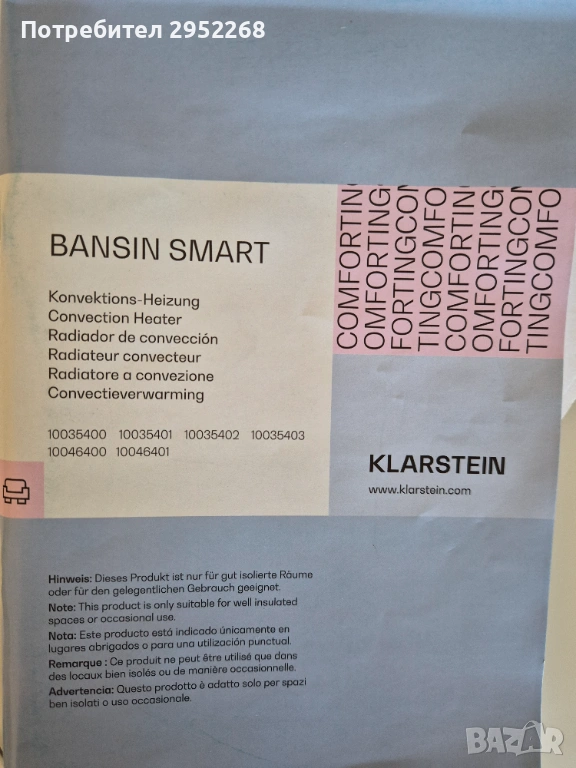 Потребител 2952268
BANSIN SMART
Konvektions-Heizung
Convection Heater
Radiador de convección
Radiateur convecteur
Radiatore a convezione
Convectieverwarming
10035400 10035401 10035402 10035403
10046400 10046401
COMFORTING
OMFORTINGC
FORTINGCOM
TINGCOMFO
COMFORTING
OMFORTINGC
FORTINGCON
TINGCOMFO
KLARSTEIN
www.klarstein.com
Hinweis: Dieses Produkt ist nur für gut isolierte Räume
oder für den gelegentlichen Gebrauch geeignet.
Note: This product is only suitable for well insulated
spaces or occasional use.
Nota: Este producto está indicado únicamente en
lugares abrigados o para una utilización puntual.
Remarque : Ce produit ne peut être utilisé que dans
des locaux bien isolés ou de manière occasionnelle.
Advertencia: Questo prodotto è adatto solo per spazi
ben isolati o uso occasionale.
BAZAR